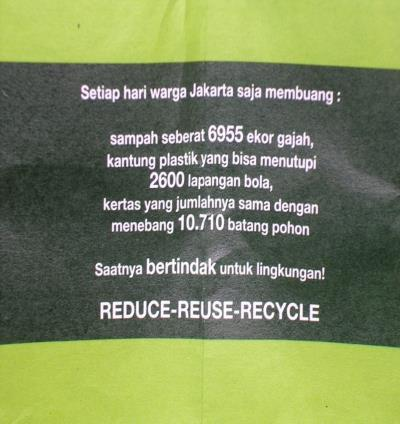 Setiap hari warga Jakarta saja membuang :
sampah seberat 6955 ekor gajah,
kantung plastik yang bisa menutupi
2600 lapangan bola,
kertas yang jumlahnya sama dengan
menebang 10.710 batang pohon
Saatnya bertindak untuk lingkungan!
REDUCE-REUSE-RECYCLE